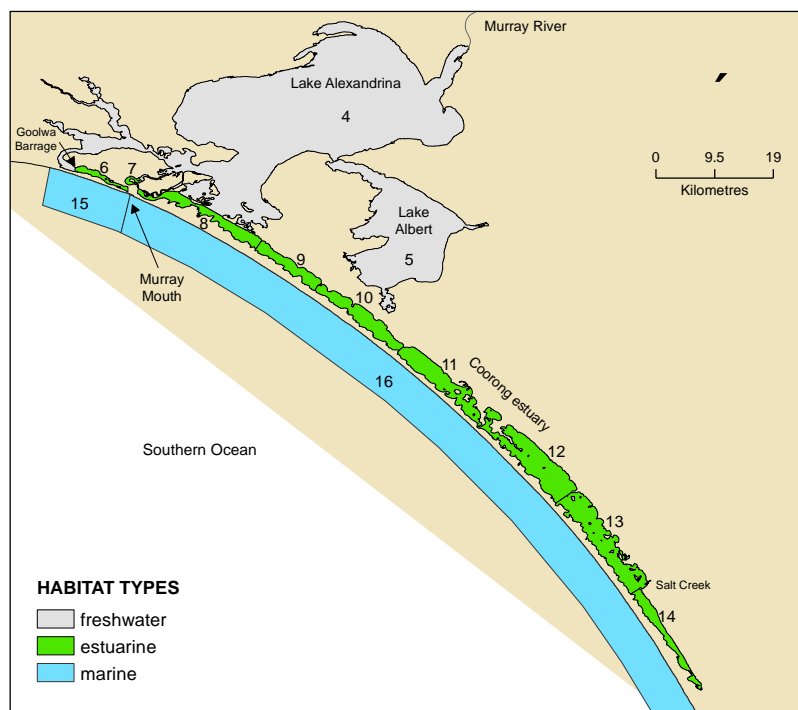 Murray River
Lake Alexandrina
4
Goolwa
Barrage
6
7
0
9.5
19
Kilometres
15
8
Lake
Albert
5
Murray
Mouth
9
10
11
Coorong estuary
16
Southern Ocean
12
13
Salt Creek
14
HABITAT TYPES
freshwater
estuarine
marine